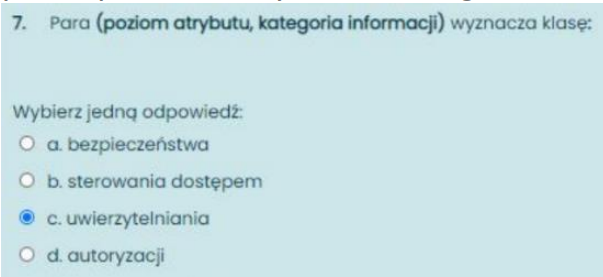 7. Para (poziom atrybutu, kategoria informacji) wyznacza klasę:
Wybierz jedną odpowiedź:
a. bezpieczeństwa
b. sterowania dostępem
c. uwierzytelniania
d. autoryzacji